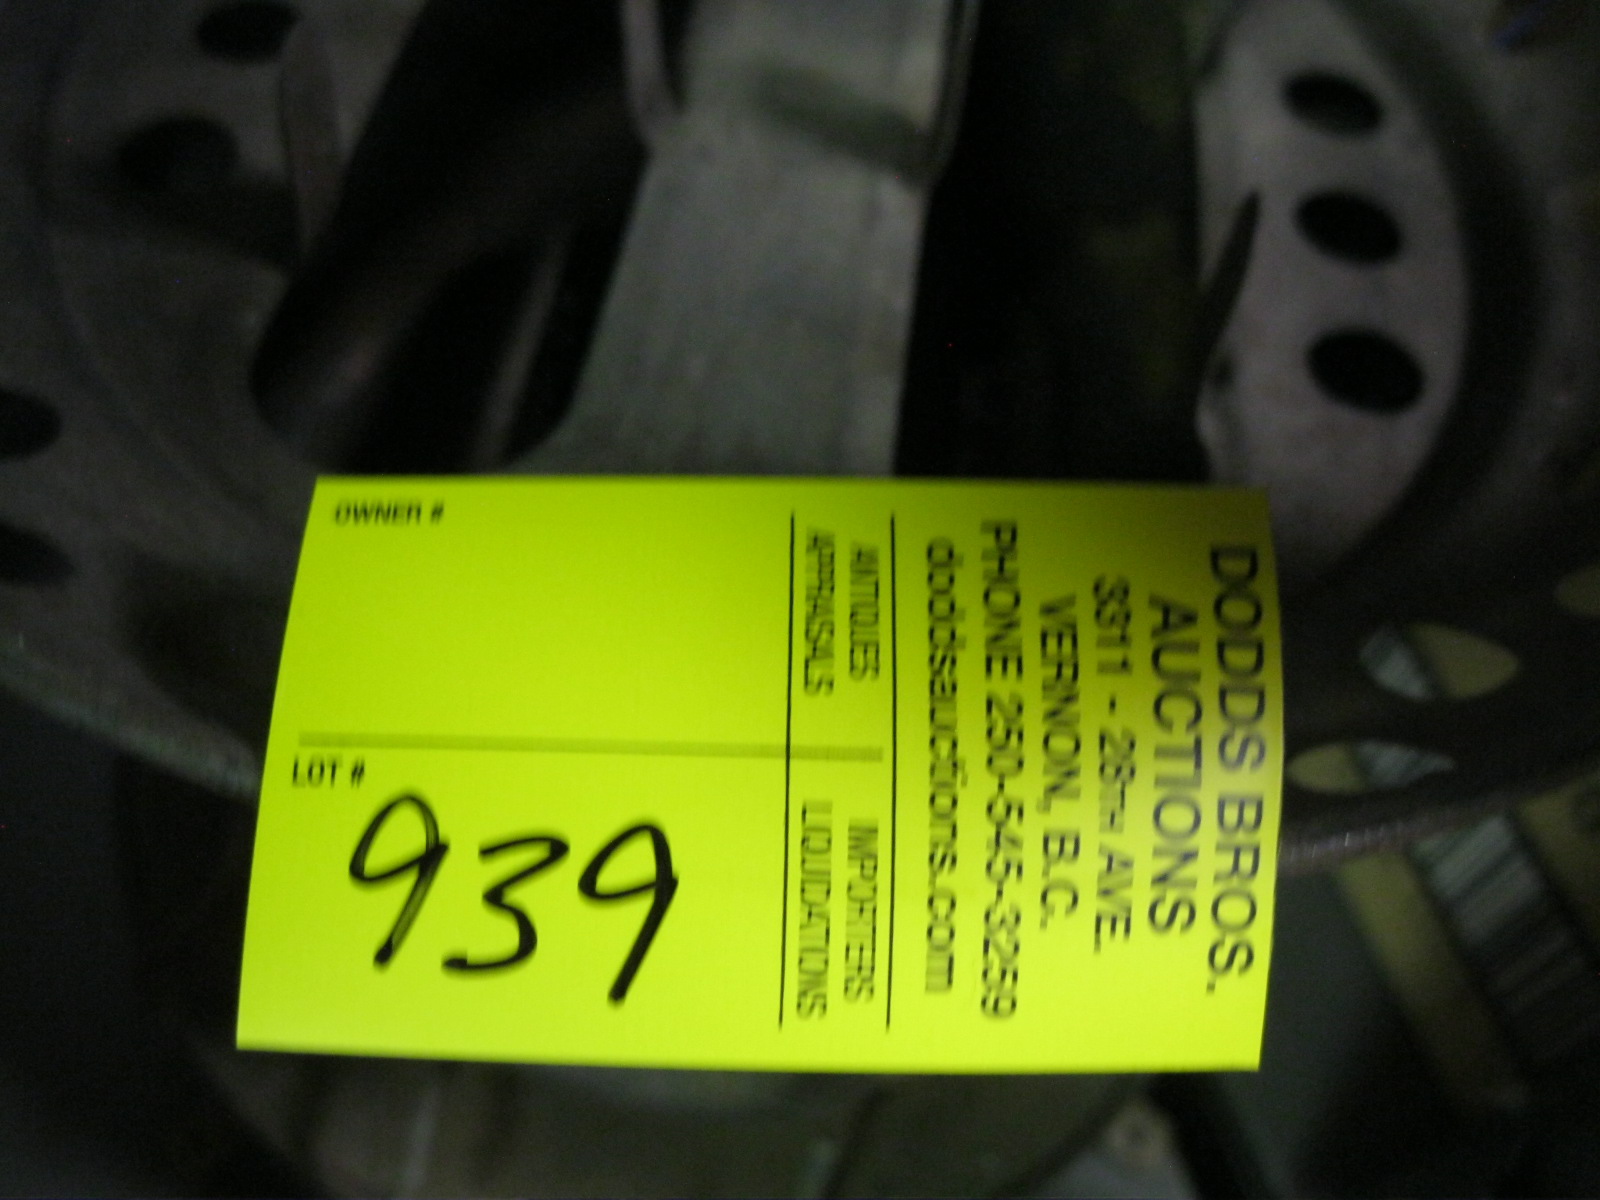 DODDS BROS.
AUCTIONS
3311 - 28TH AVE.
VERNON, B.C.
PHONE 250-545-3259
doddsauctions.com
ANTIQUES IMPORTERS
APPRAISALS LIQUIDATIONS
OWNER #
LOT #
939